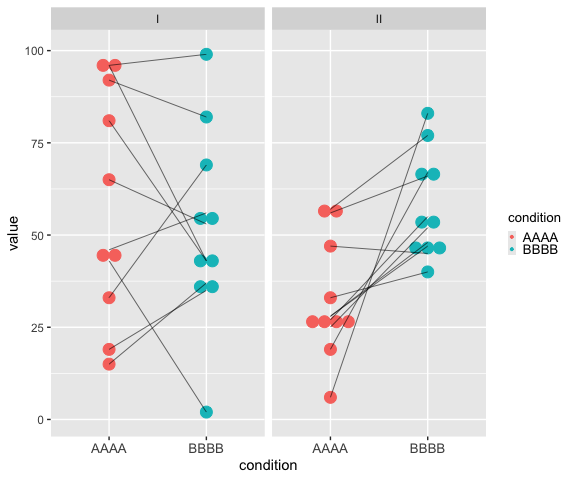 I II
100
75
50
25
0
value
AAAA BBBB AAAA BBBB
condition
condition
AAAA
BBBB